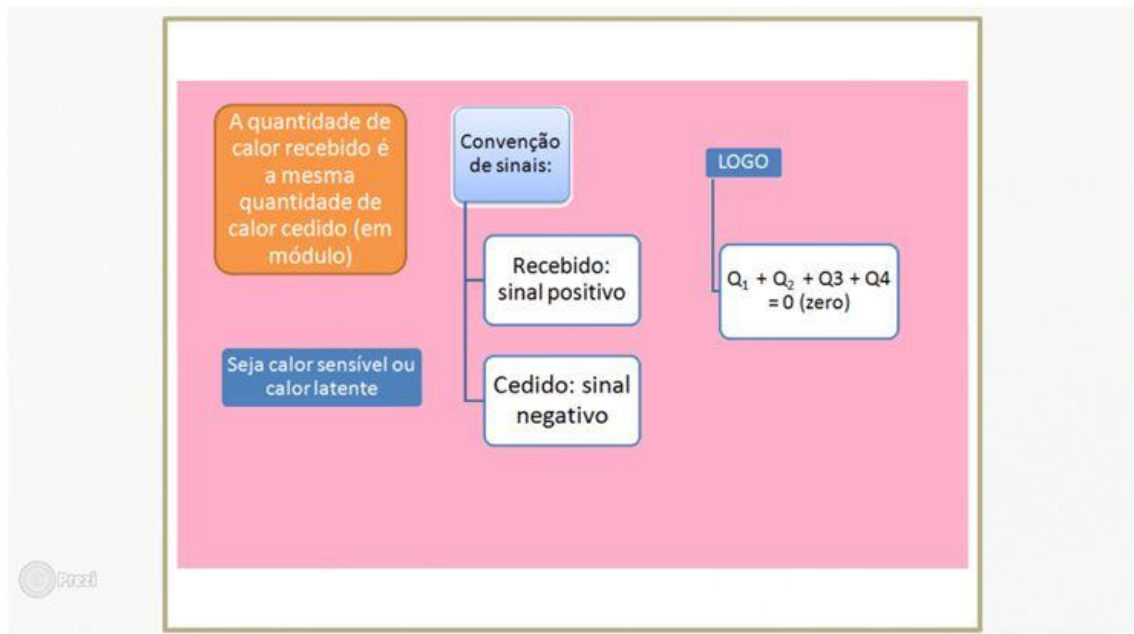 A quantidade de
calor recebido é
a mesma
quantidade de
calor cedido (em
módulo)
Seja calor sensível ou
calor latente
Convenção
de sinais:
Recebido:
sinal positivo
Cedido: sinal
negativo
LOGO
Q₁ + Q₂ + Q3 + Q4
= 0 (zero)
Prezi